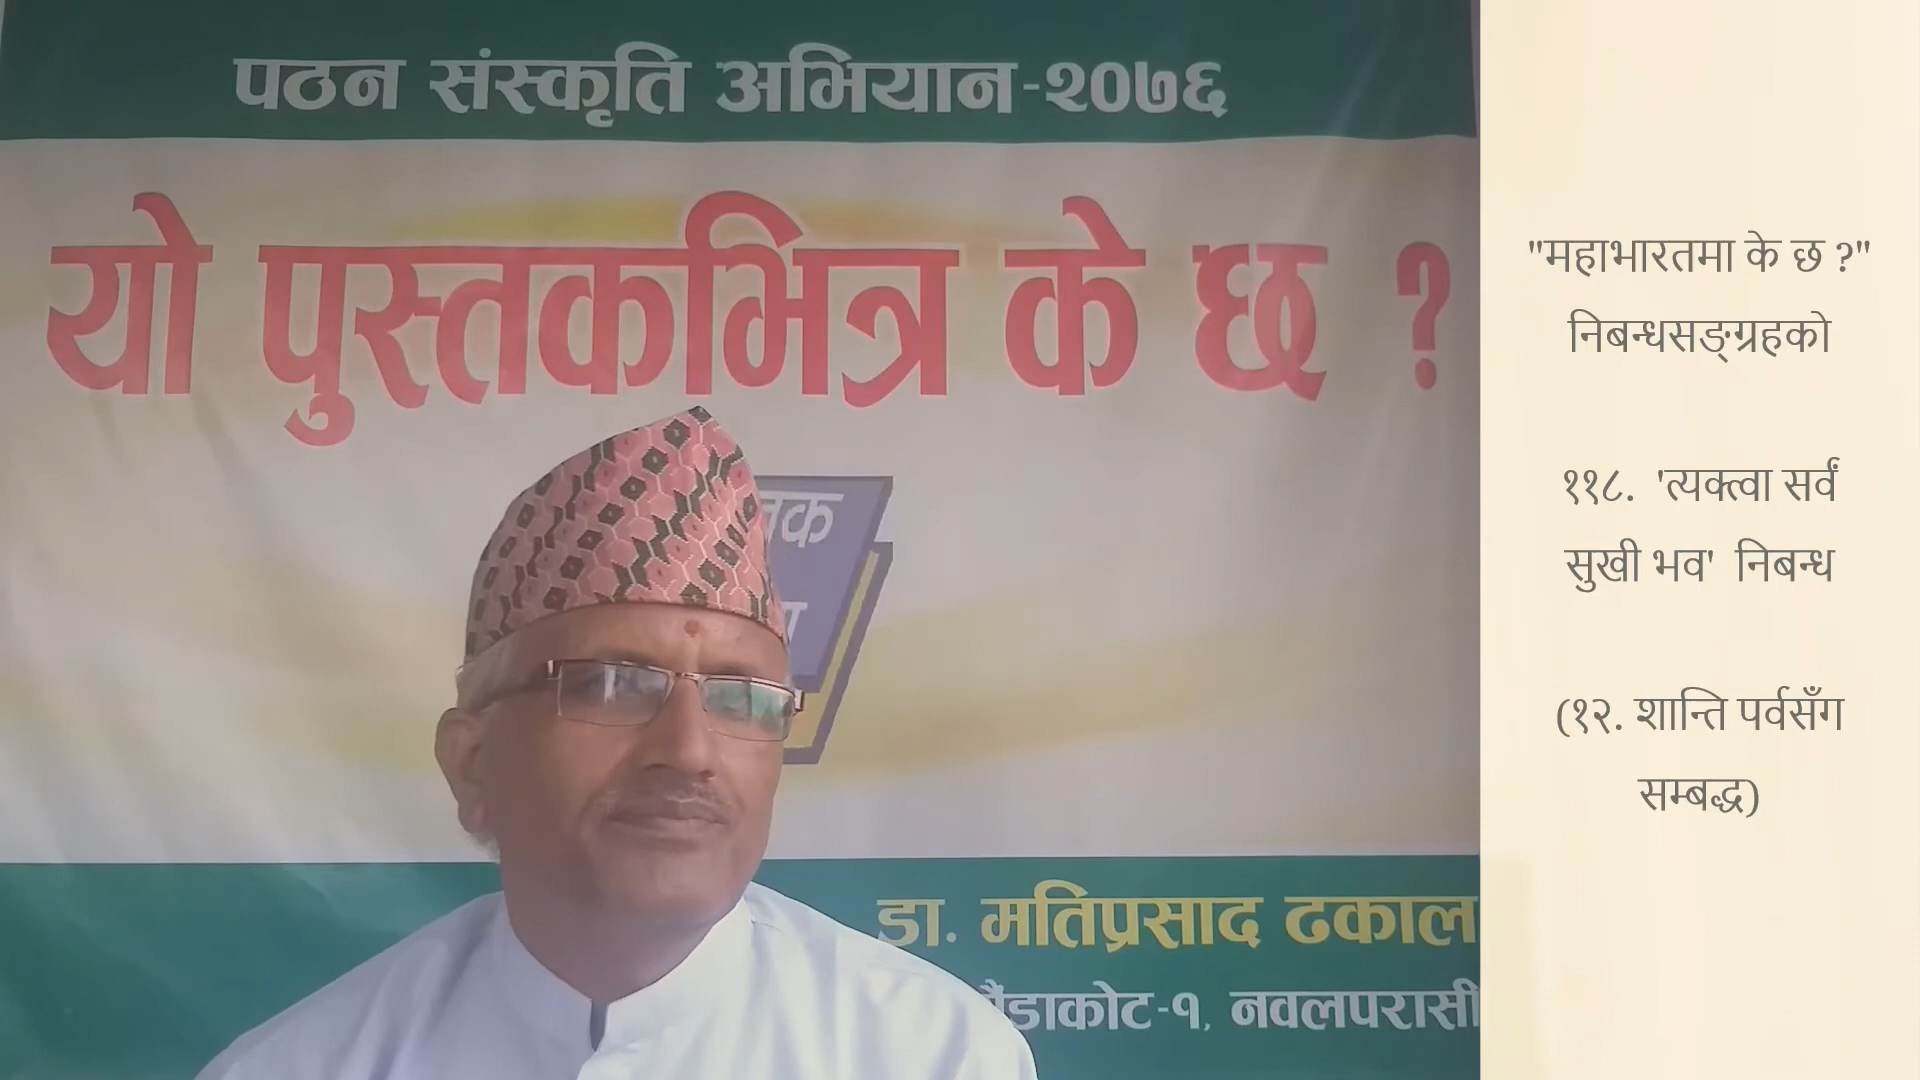 पठन संस्कृति अभियान-२०७६
यो पुस्तकभित्र के छ ?
डा. मतिप्रसाद ढकाल
नवलपरासी
"महाभारतमा के छ ?"
निबन्धसङ्ग्रहको
११८. 'त्यक्त्वा सर्वं
सुखी भव' निबन्ध
(१२. शान्ति पर्वसँग
सम्बद्ध)